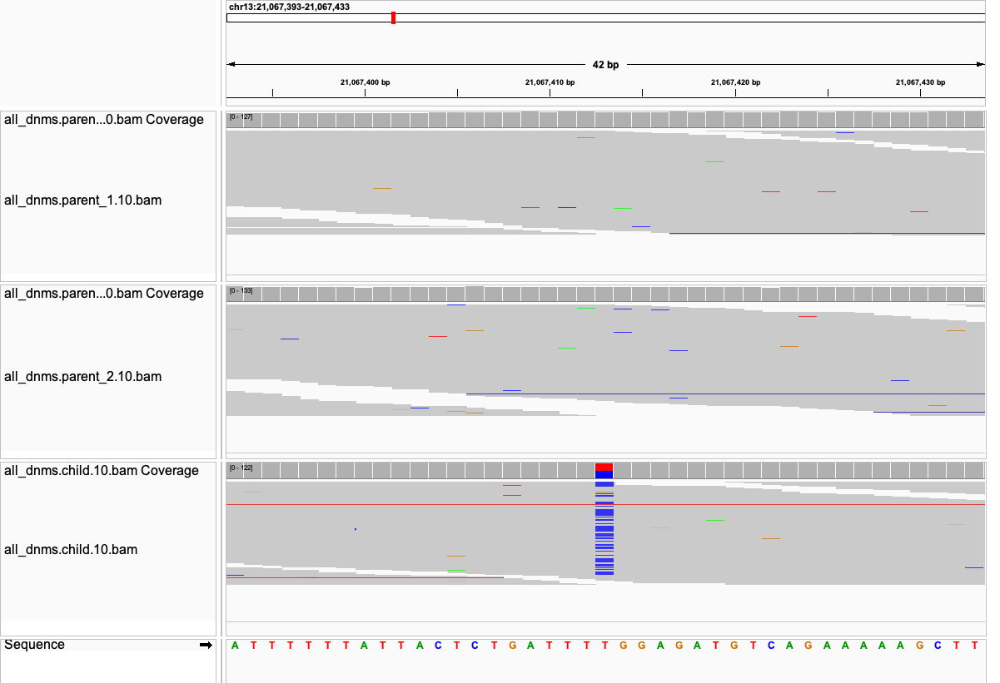 chr13:21,067,393-21,067,433
42 bp
21,067,400 bp 21,067,410 bp 21,067,420 bp 21,067,430 bp
all_dnms.paren...0.bam Coverage
[0 - 127]
all_dnms.parent_1.10.bam
all_dnms.paren...0.bam Coverage
[0 - 133]
all_dnms.parent_2.10.bam
all_dnms.child.10.bam Coverage
[0 - 122]
all_dnms.child.10.bam
Sequence
A T T T T T T A T T A C T C T G A T T T T G G A G A T G T C A G A A A A A G C T T